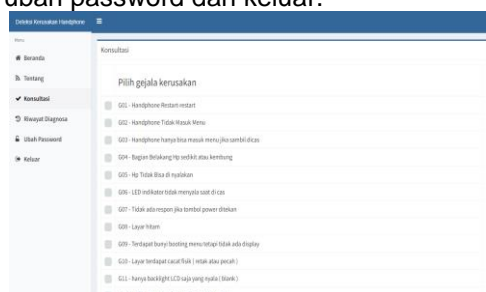 ubah password dan keluar.
Deteksi Kerusakan Handphone
Menu
Beranda
Tentang
Konsultasi
Riwayat Diagnosa
Ubah Password
Keluar
Konsultasi
Pilih gejala kerusakan
G01 - Handphone Restart-restart
G02 - Handphone Tidak Masuk Menu
G03 - Handphone hanya bisa masuk menu jika sambil dicas
G04 - Bagian Belakang Hp sedikit atau kembung
G05 - Hp Tidak Bisa di nyalakan
G06 - LED indikator tidak menyala saat di cas
G07 - Tidak ada respon jika tombol power ditekan
G08 - Layar hitam
G09 - Terdapat bunyi booting menu tetapi tidak ada display
G10 - Layar terdapat cacat fisik ( retak atau pecah )
G11 - hanya backlight LCD saja yang nyala ( blank )